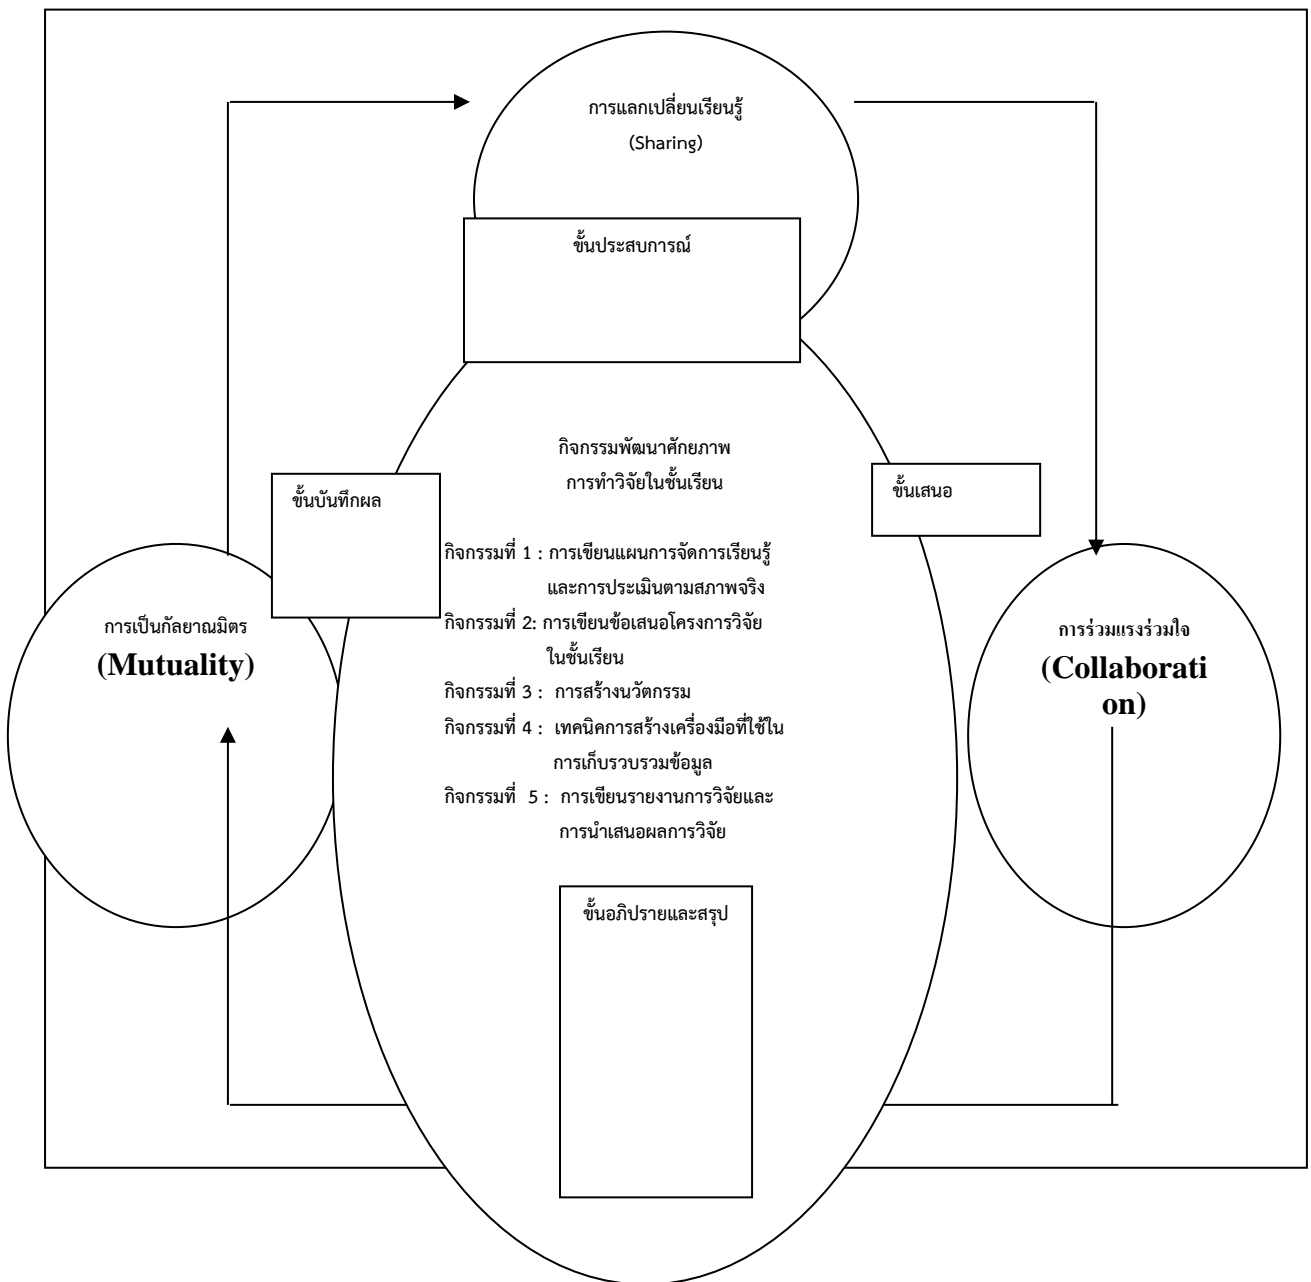 การแลกเปลี่ยนเรียนรู้
(Sharing)
ขั้นประสบการณ์
กิจกรรมพัฒนาศักยภาพ
การทำวิจัยในชั้นเรียน
ขั้นบันทึกผล
ขั้นเสนอ
กิจกรรมที่ 1 : การเขียนแผนการจัดการเรียนรู้
และการประเมินตามสภาพจริง
กิจกรรมที่ 2: การเขียนข้อเสนอโครงการวิจัย
ในชั้นเรียน
กิจกรรมที่ 3 : การสร้างนวัตกรรม
กิจกรรมที่ 4 : เทคนิคการสร้างเครื่องมือที่ใช้ใน
การเก็บรวบรวมข้อมูล
กิจกรรมที่ 5 : การเขียนรายงานการวิจัยและ
การนำเสนอผลการวิจัย
การเป็นกัลยาณมิตร
(Mutuality)
การร่วมแรงร่วมใจ
(Collaborati
on)
ขั้นอภิปรายและสรุป